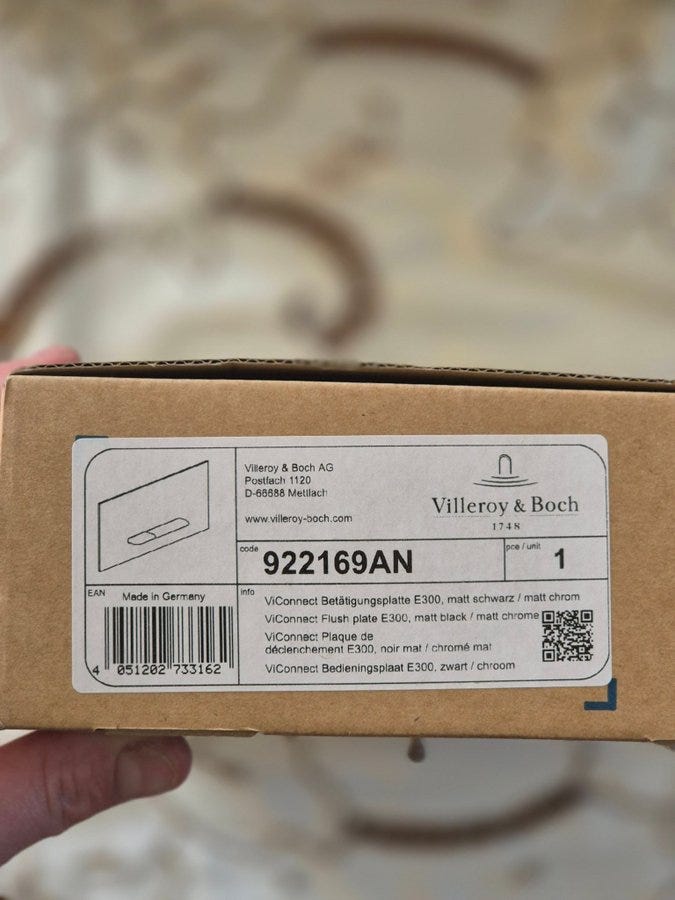 Villeroy & Boch AG
Postfach 1120
D-66688 Mettlach
www.villeroy-boch.com
Villeroy & Boch
1748
code 922169AN
pce / unit 1
EAN Made in Germany
4 051202 733162
info
ViConnect Betätigungsplatte E300, matt schwarz / matt chrom
ViConnect Flush plate E300, matt black / matt chrome
ViConnect Plaque de
déclenchement E300, noir mat / chromé mat
ViConnect Bedieningsplaat E300, zwart / chroom